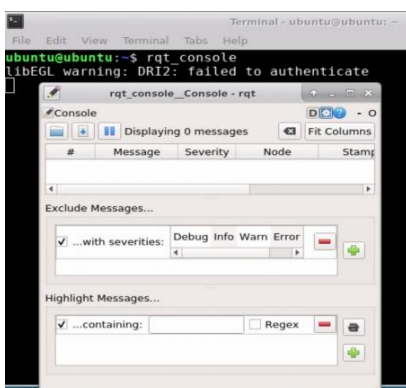 Terminal - ubuntu@ubuntu: ~
File Edit View Terminal Tabs Help
ubuntu@ubuntu:~$ rqt_console
libEGL warning: DRI2: failed to authenticate
rqt_console__Console - rqt
Console D ? - O
Displaying 0 messages Fit Columns
# Message Severity Node Stamp
Exclude Messages...
...with severities: Debug Info Warn Error
Highlight Messages...
...containing: Regex